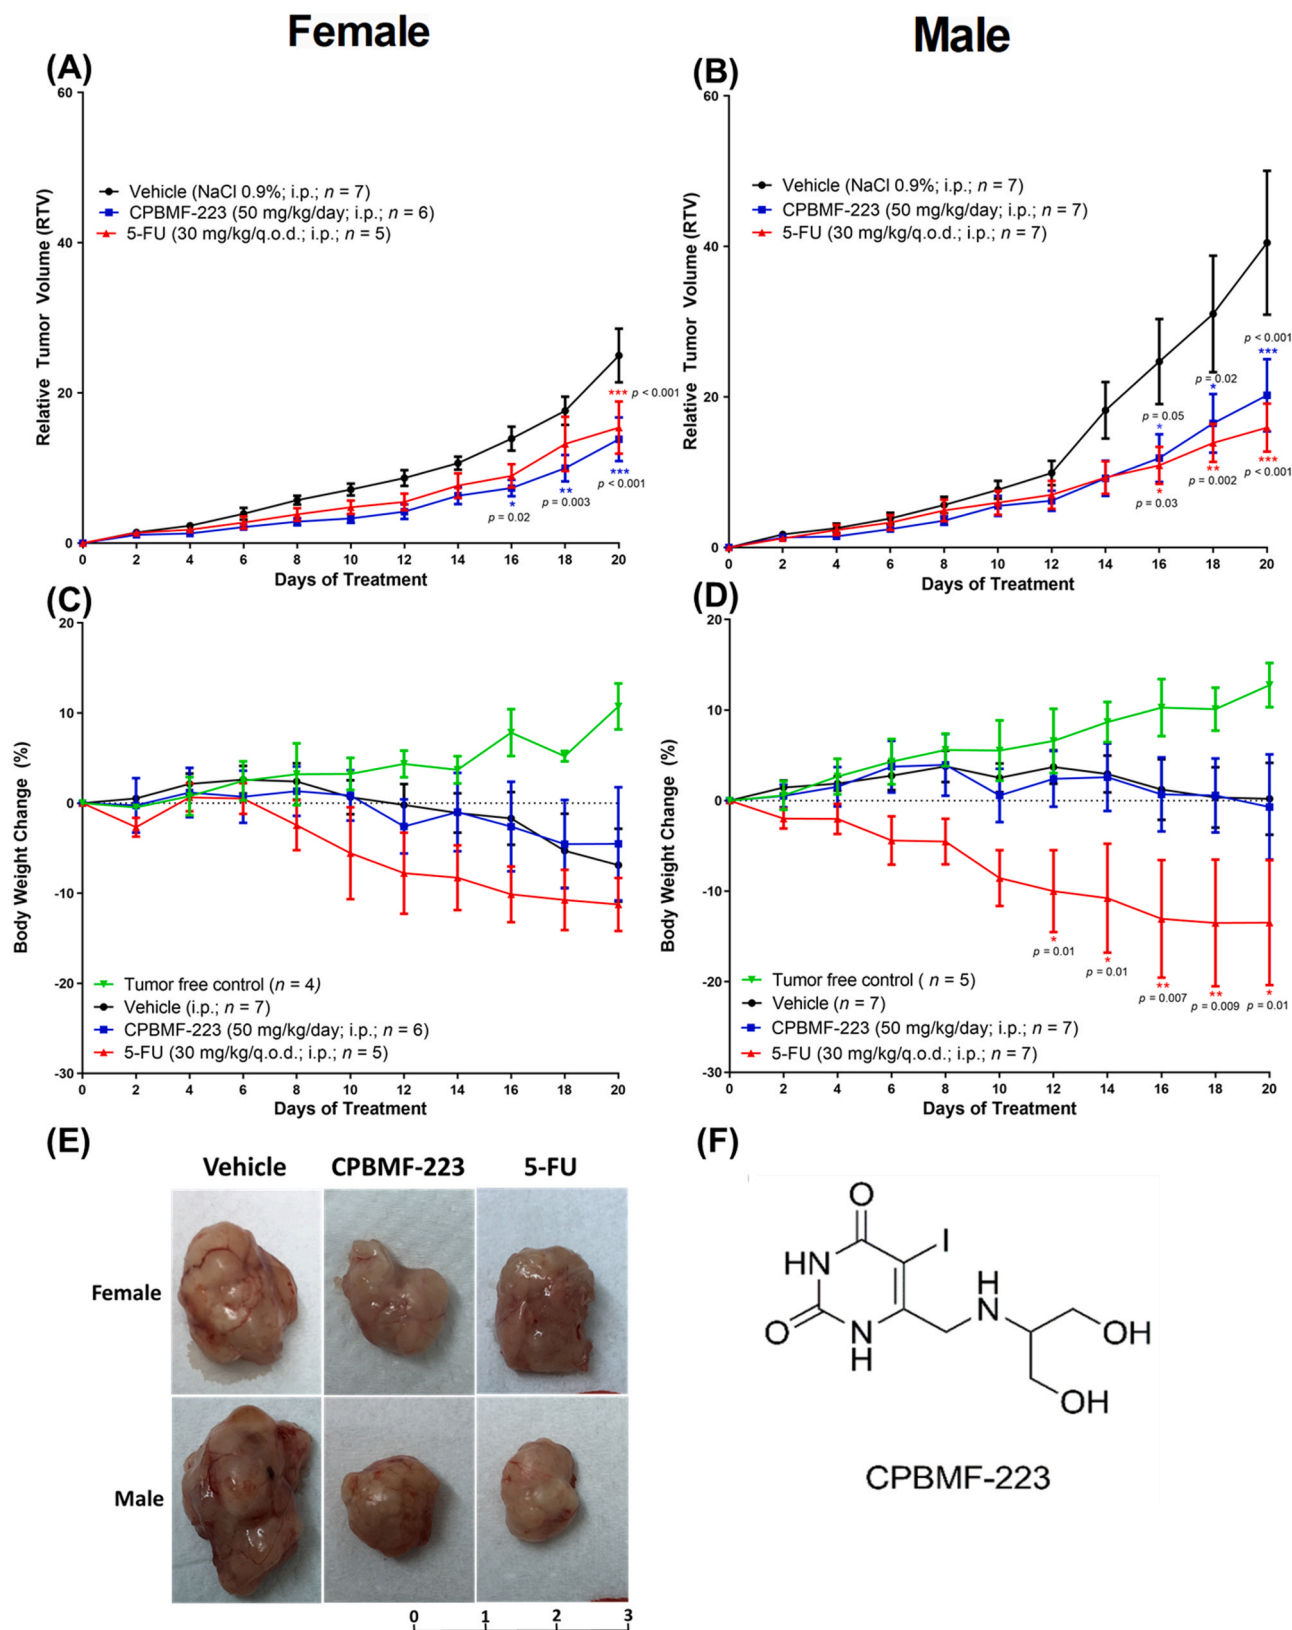 Female
Male
(A)
60
40
20
0
Relative Tumor Volume (RTV)
Vehicle (NaCl 0.9%; i.p.; n = 7)
CPBMF-223 (50 mg/kg/day; i.p.; n = 6)
5-FU (30 mg/kg/q.o.d.; i.p.; n = 5)
*** p < 0.001
***
p < 0.001
**
p = 0.003
*
p = 0.02
0 2 4 6 8 10 12 14 16 18 20
Days of Treatment
(B)
60
40
20
0
Relative Tumor Volume (RTV)
Vehicle (NaCl 0.9%; i.p.; n = 7)
CPBMF-223 (50 mg/kg/day; i.p.; n = 7)
5-FU (30 mg/kg/q.o.d.; i.p.; n = 7)
p < 0.001
***
p = 0.02
*
p = 0.05
*
***
p < 0.001
**
p = 0.002
*
p = 0.03
0 2 4 6 8 10 12 14 16 18 20
Days of Treatment
(C)
20
10
0
-10
-20
-30
Body Weight Change (%)
Tumor free control (n = 4)
Vehicle (i.p.; n = 7)
CPBMF-223 (50 mg/kg/day; i.p.; n = 6)
5-FU (30 mg/kg/q.o.d.; i.p.; n = 5)
0 2 4 6 8 10 12 14 16 18 20
Days of Treatment
(D)
20
10
0
-10
-20
-30
Body Weight Change (%)
*
p = 0.01
*
p = 0.01
**
p = 0.007
**
p = 0.009
*
p = 0.01
Tumor free control ( n = 5)
Vehicle (n = 7)
CPBMF-223 (50 mg/kg/day; i.p.; n = 7)
5-FU (30 mg/kg/q.o.d.; i.p.; n = 7)
0 2 4 6 8 10 12 14 16 18 20
Days of Treatment
(E)
Vehicle CPBMF-223 5-FU
Female
Male
0 1 2 3
(F)
O
I
HN
H
N
O
N
H
OH
OH
CPBMF-223